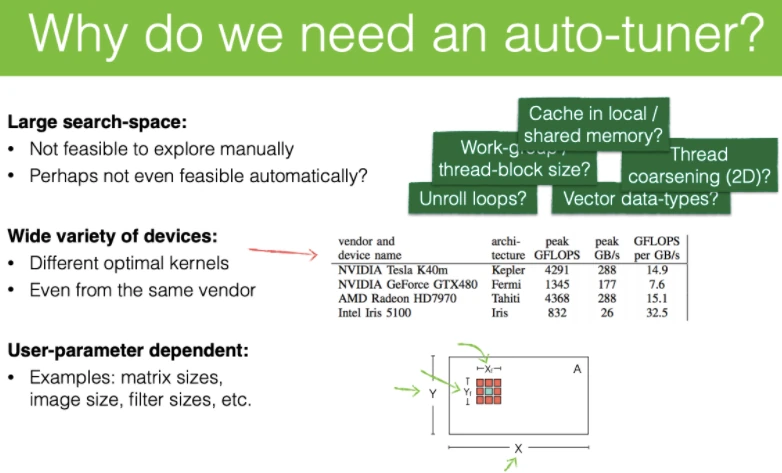 Why do we need an auto-tuner?
Large search-space:
• Not feasible to explore manually
• Perhaps not even feasible automatically?
Cache in local /
shared memory?
Work-group /
thread-block size?
Thread
coarsening (2D)?
Unroll loops?
Vector data-types?
Wide variety of devices:
• Different optimal kernels
• Even from the same vendor
vendor and archi- peak peak GFLOPS
device name tecture GFLOPS GB/s per GB/s
NVIDIA Tesla K40m Kepler 4291 288 14.9
NVIDIA GeForce GTX480 Fermi 1345 177 7.6
AMD Radeon HD7970 Tahiti 4368 288 15.1
Intel Iris 5100 Iris 832 26 32.5
User-parameter dependent:
• Examples: matrix sizes,
image size, filter sizes, etc.
Xf
A
Y
Yf
X